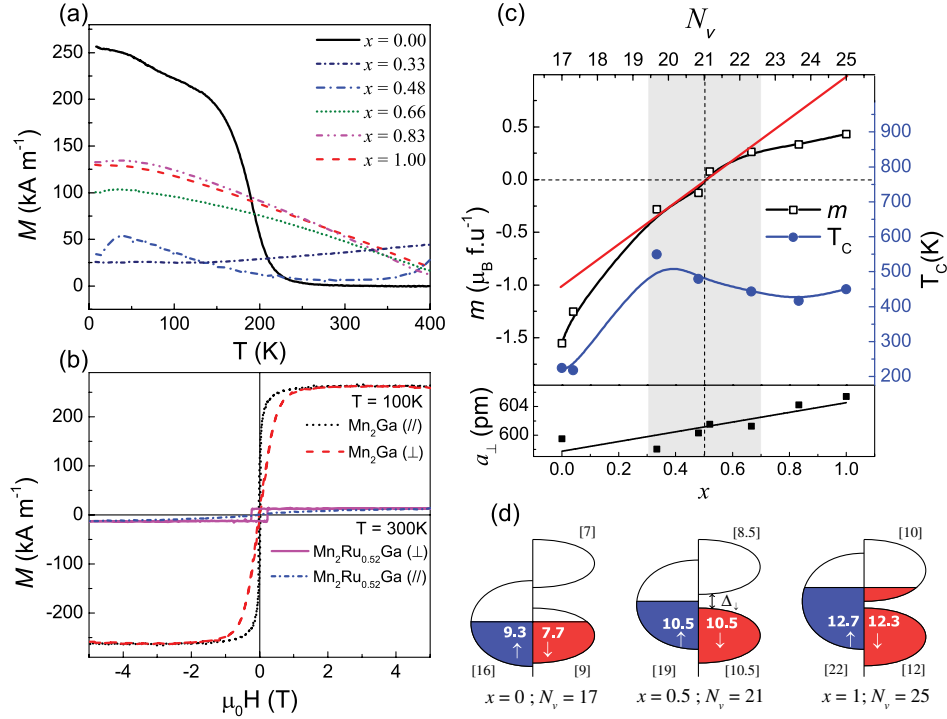 (a)
M (kA m⁻¹)
250
200
150
100
50
0
x = 0.00
x = 0.33
x = 0.48
x = 0.66
x = 0.83
x = 1.00
0 100 200 300 400
T (K)
(b)
M (kA m⁻¹)
200
100
0
-100
-200
T = 100K
Mn₂Ga (//)
Mn₂Ga (⊥)
T = 300K
Mn₂Ru₀.₅₂Ga (⊥)
Mn₂Ru₀.₅₂Ga (//)
-4 -2 0 2 4
μ₀H (T)
(c)
Nᵥ
17 18 19 20 21 22 23 24 25
m (μ_B f.u⁻¹)
0.5
0.0
-0.5
-1.0
-1.5
m
T_C
900
800
700
600
500
400
300
200
T_C(K)
a⊥ (pm)
604
600
0.0 0.2 0.4 0.6 0.8 1.0
x
(d)
[7] [8.5] [10]
Δ↓
9.3 7.7 10.5 10.5 12.7 12.3
↑ ↓ ↑ ↓ ↑ ↓
[16] [9] [19] [10.5] [22] [12]
x = 0 ; Nᵥ = 17 x = 0.5 ; Nᵥ = 21 x = 1; Nᵥ = 25